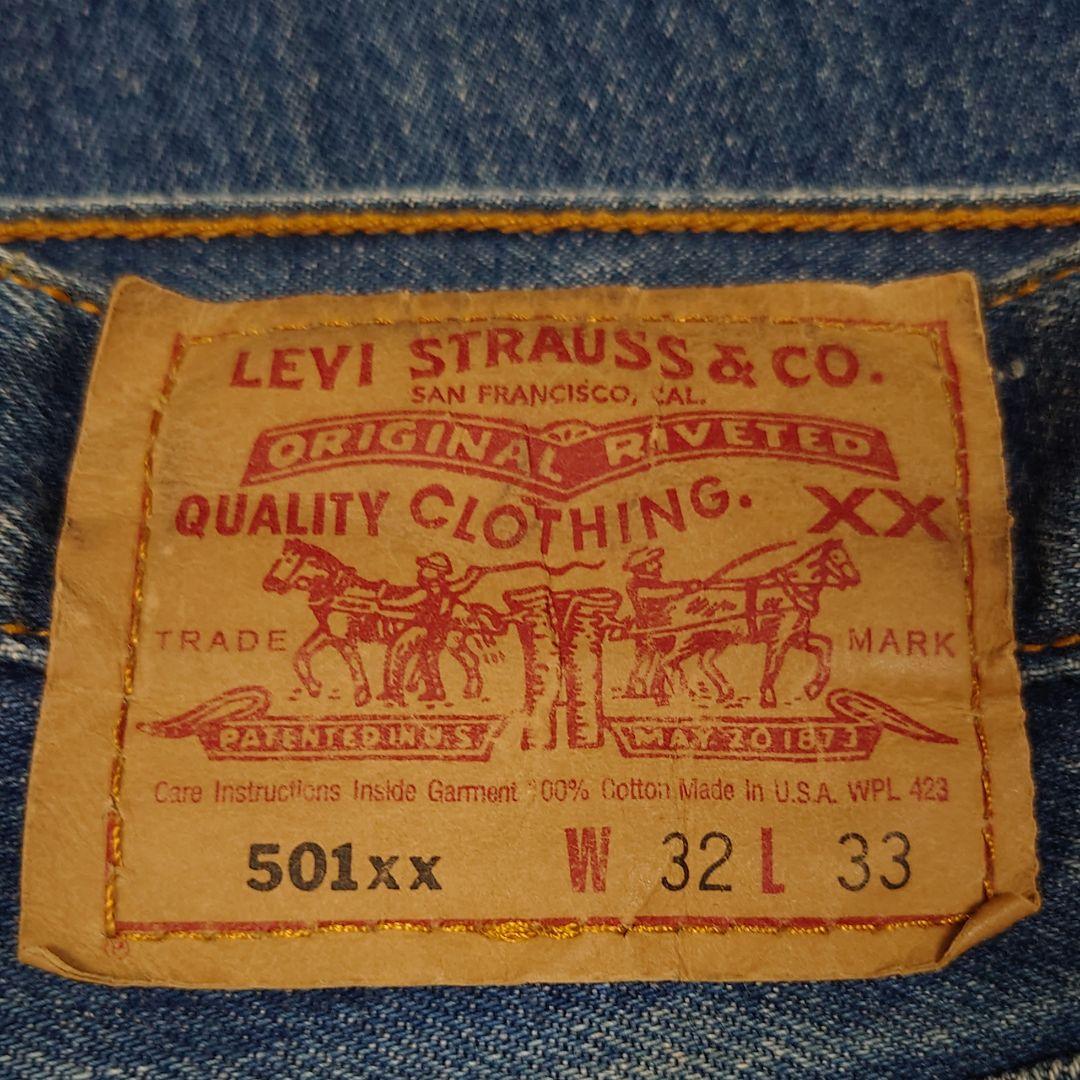 LEVI STRAUSS & CO.
SAN FRANCISCO, CAL.
ORIGINAL RIVETED
QUALITY CLOTHING. XX
TRADE MARK
PATENTED IN U.S MAY 20 1873
Care Instructions Inside Garment 100% Cotton Made in U.S.A. WPL 423
501xx W 32 L 33
®